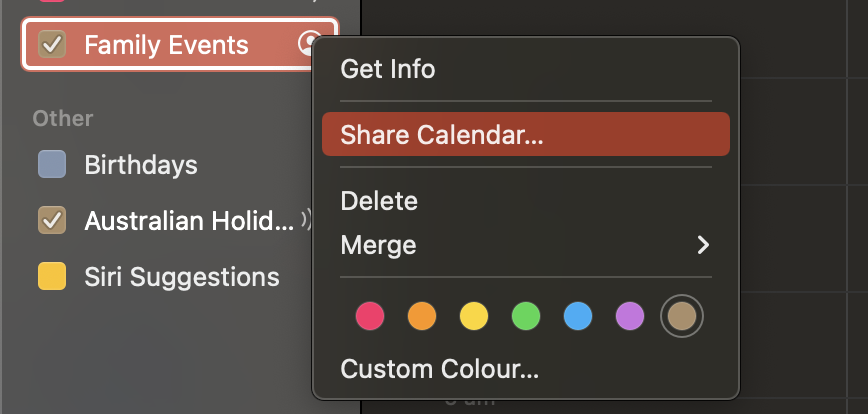 Family Events
Get Info
Share Calendar...
Other
Birthdays
Delete
Australian Holid...
Merge
Siri Suggestions
Custom Colour...